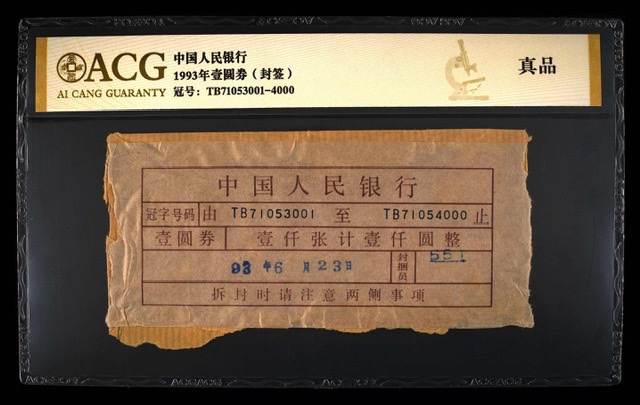 ACG
AI CANG GUARANTY
中国人民银行
1993年壹圆券（封签）
冠号：TB71053001-4000
真品
中国人民银行
冠字号码 由 TB71053001 至 TB71054000 止
壹圆券 壹仟张计壹仟圆整
93 年6 月23日 封捆员 551
拆封时请注意两侧事项